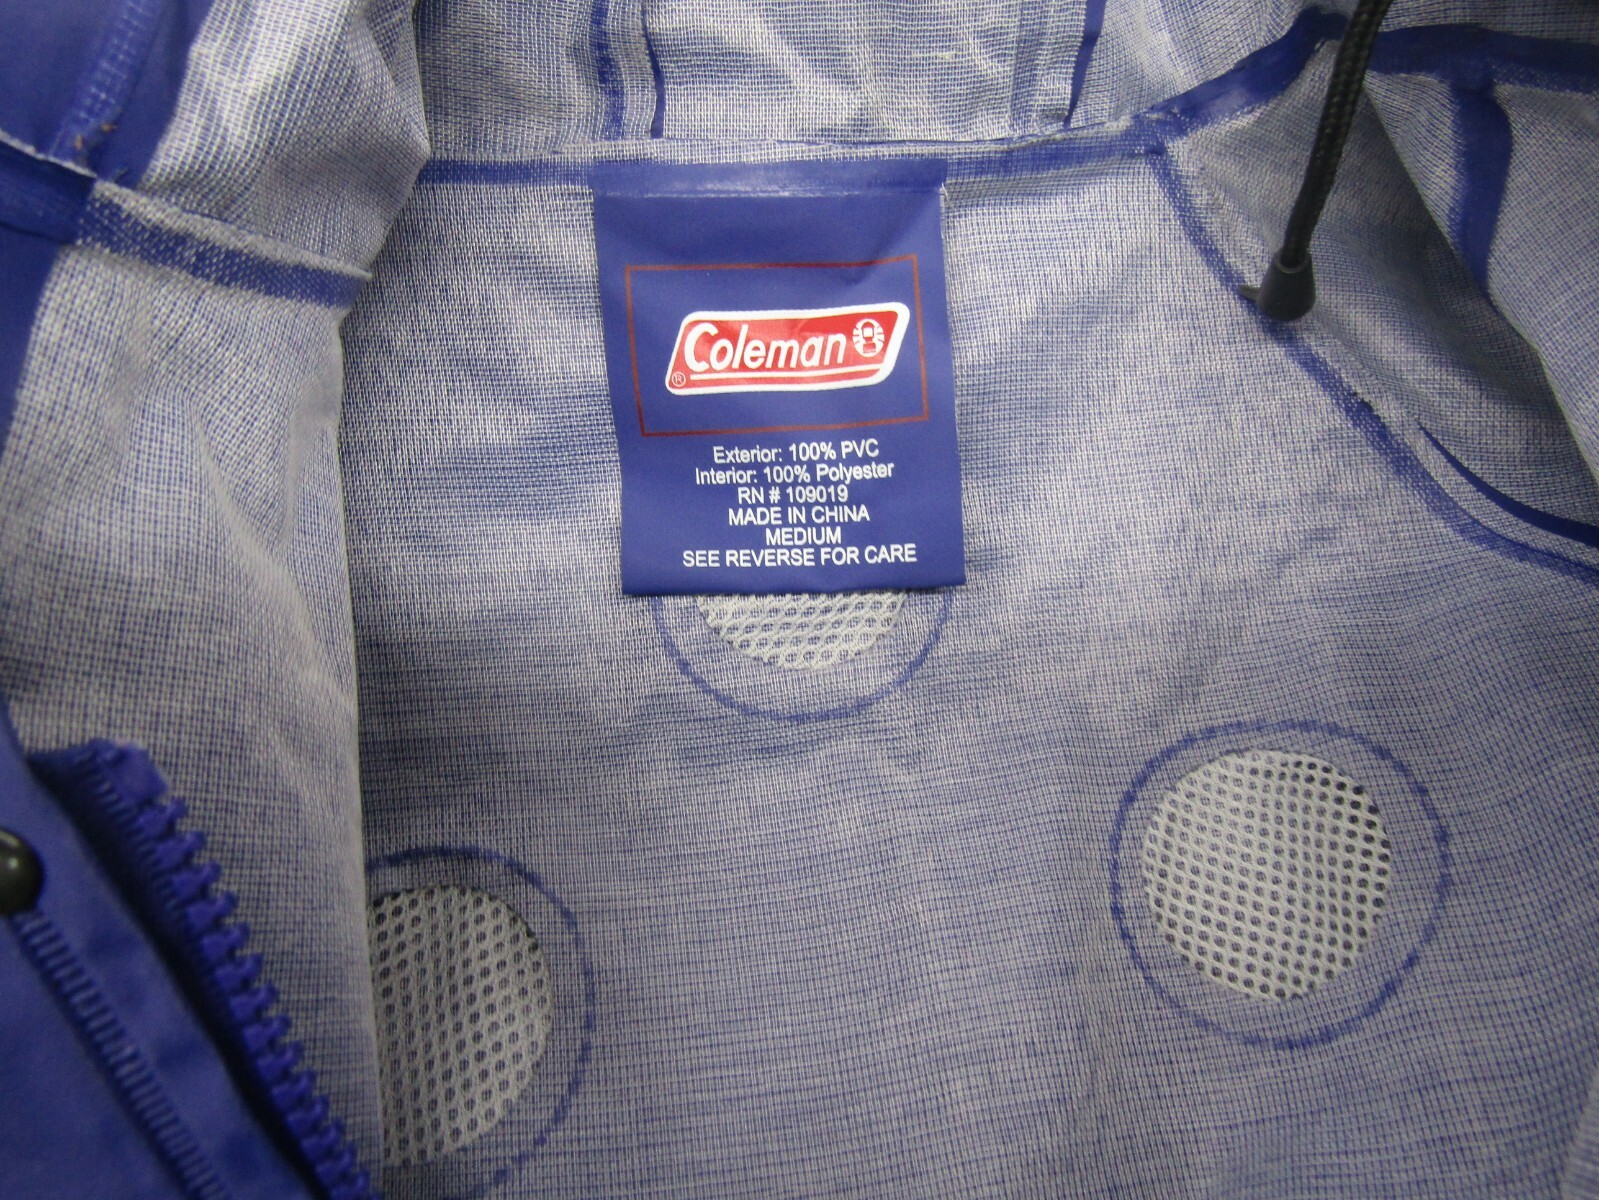 Coleman
®
Exterior: 100% PVC
Interior: 100% Polyester
RN # 109019
MADE IN CHINA
MEDIUM
SEE REVERSE FOR CARE